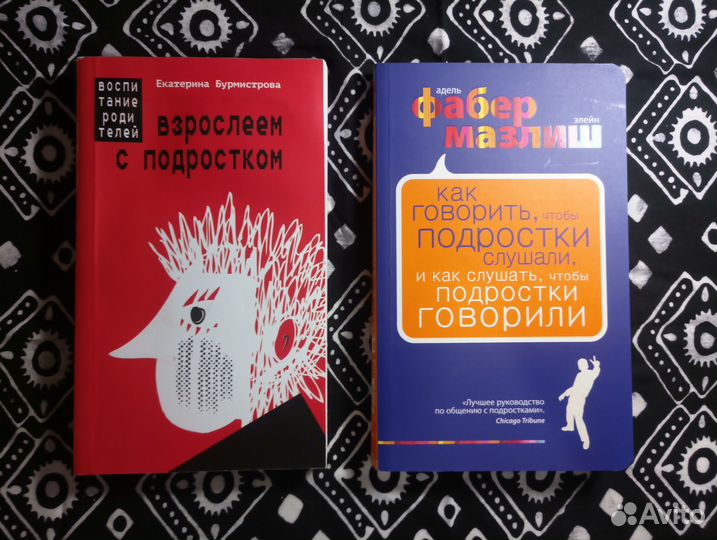 воспи
тание
роди
телей
Екатерина Бурмистрова
взрослеем
с подростком
адель
фабер
элейн
мазлиш
как
говорить, чтобы
подростки
слушали,
и как слушать, чтобы
подростки
говорили
«Лучшее руководство
по общению с подростками».
Chicago Tribune
Avito